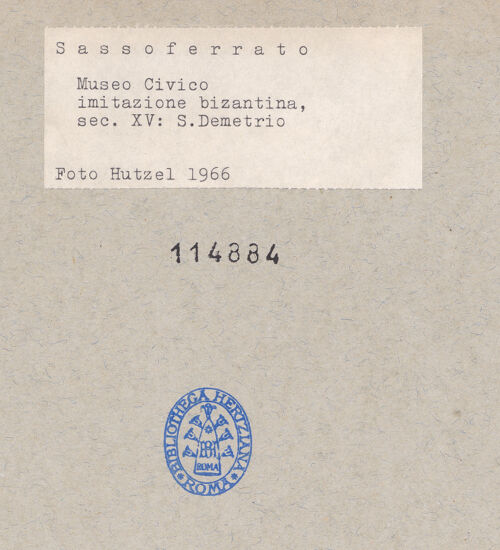 Sassoferrato
Museo Civico
imitazione bizantina,
sec. XV: S.Demetrio
Foto Hutzel 1966
114884
BIBLIOTHECA HERTZIANA
ROMA
ROMA